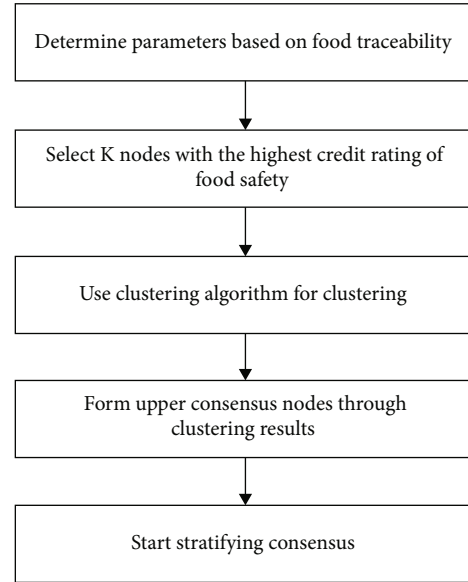 Determine parameters based on food traceability
Select K nodes with the highest credit rating of
food safety
Use clustering algorithm for clustering
Form upper consensus nodes through
clustering results
Start stratifying consensus